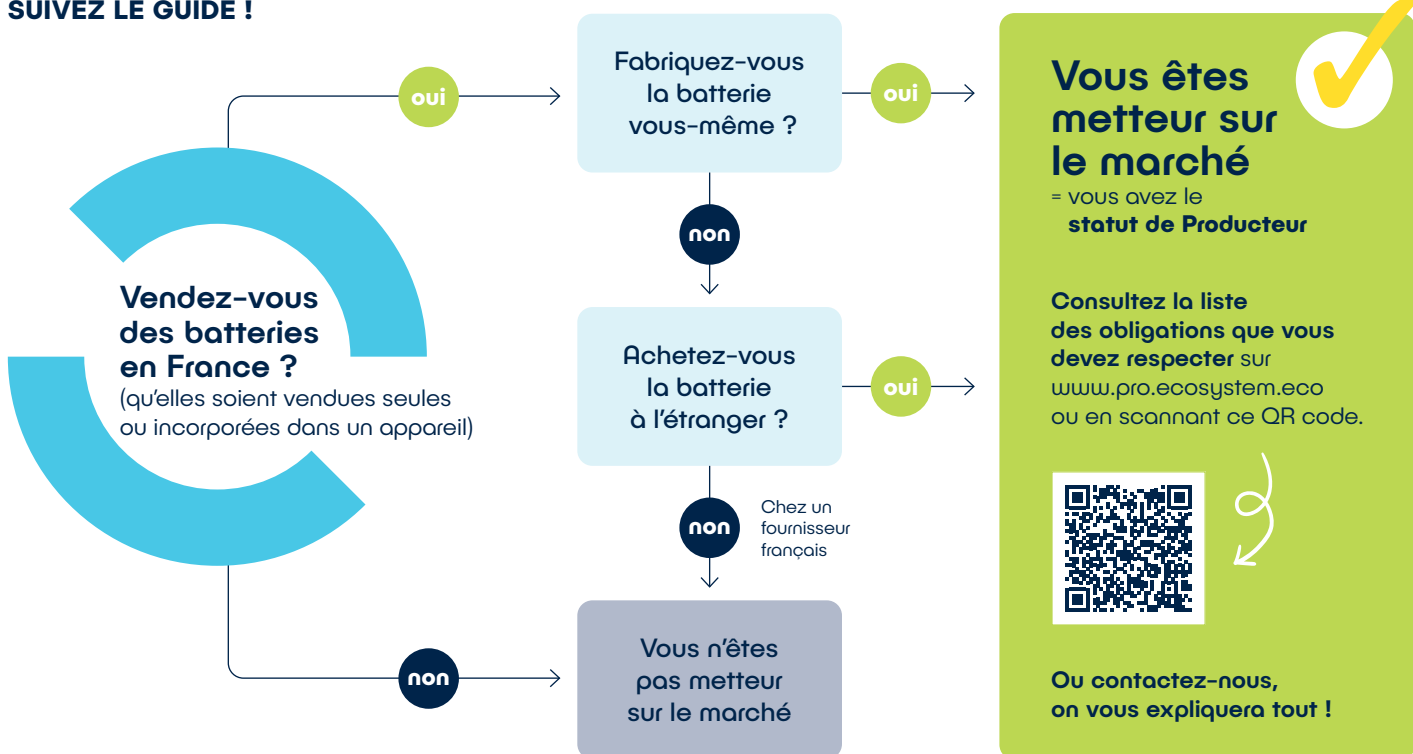 SUIVEZ LE GUIDE !
Vendez-vous
des batteries
en France ?
(qu'elles soient vendues seules
ou incorporées dans un appareil)
oui
Fabriquez-vous
la batterie
vous-même ?
oui
non
Achetez-vous
la batterie
à l'étranger ?
oui
non
Chez un
fournisseur
français
non
Vous n'êtes
pas metteur
sur le marché
Vous êtes
metteur sur
le marché
= vous avez le
statut de Producteur
Consultez la liste
des obligations que vous
devez respecter sur
www.pro.ecosystem.eco
ou en scannant ce QR code.
Ou contactez-nous,
on vous expliquera tout !